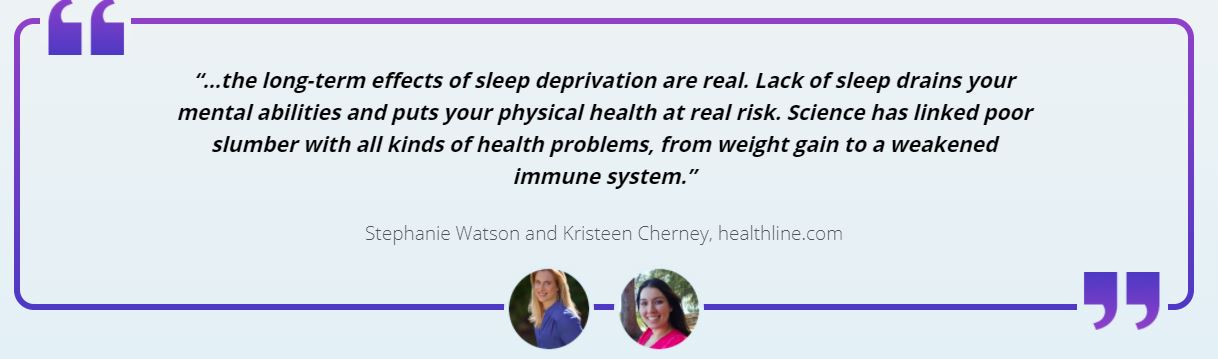 “...the long-term effects of sleep deprivation are real. Lack of sleep drains your
mental abilities and puts your physical health at real risk. Science has linked poor
slumber with all kinds of health problems, from weight gain to a weakened
immune system.”
Stephanie Watson and Kristeen Cherney, healthline.com